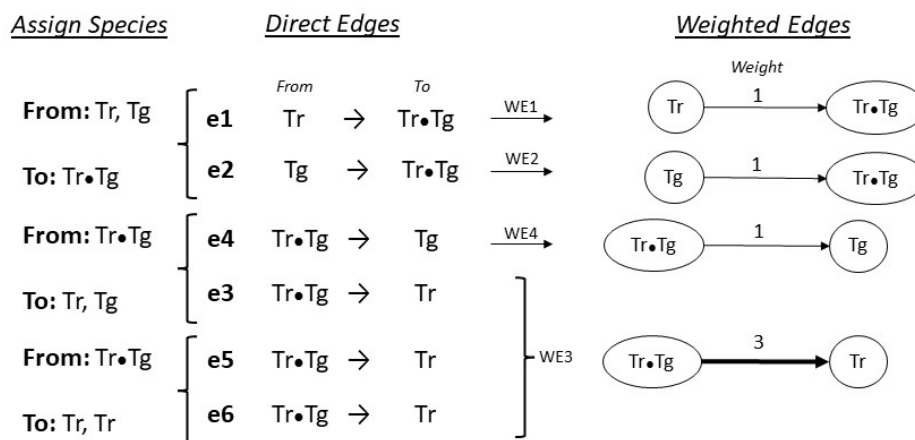 Assign Species Direct Edges Weighted Edges
From To Weight
From: Tr, Tg e1 Tr → Tr•Tg WE1 Tr 1 Tr•Tg
To: Tr•Tg e2 Tg → Tr•Tg WE2 Tg 1 Tr•Tg
From: Tr•Tg e4 Tr•Tg → Tg WE4 Tr•Tg 1 Tg
To: Tr, Tg e3 Tr•Tg → Tr
From: Tr•Tg e5 Tr•Tg → Tr WE3 Tr•Tg 3 Tr
To: Tr, Tr e6 Tr•Tg → Tr